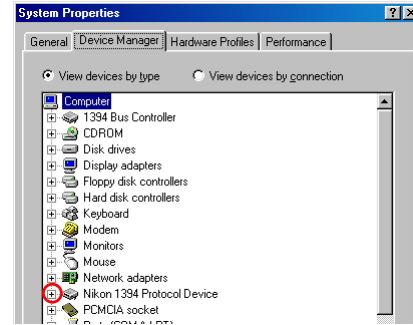 System Properties
General Device Manager Hardware Profiles Performance
View devices by type View devices by connection
Computer
1394 Bus Controller
CDROM
Disk drives
Display adapters
Floppy disk controllers
Hard disk controllers
Keyboard
Modem
Monitors
Mouse
Network adapters
Nikon 1394 Protocol Device
PCMCIA socket